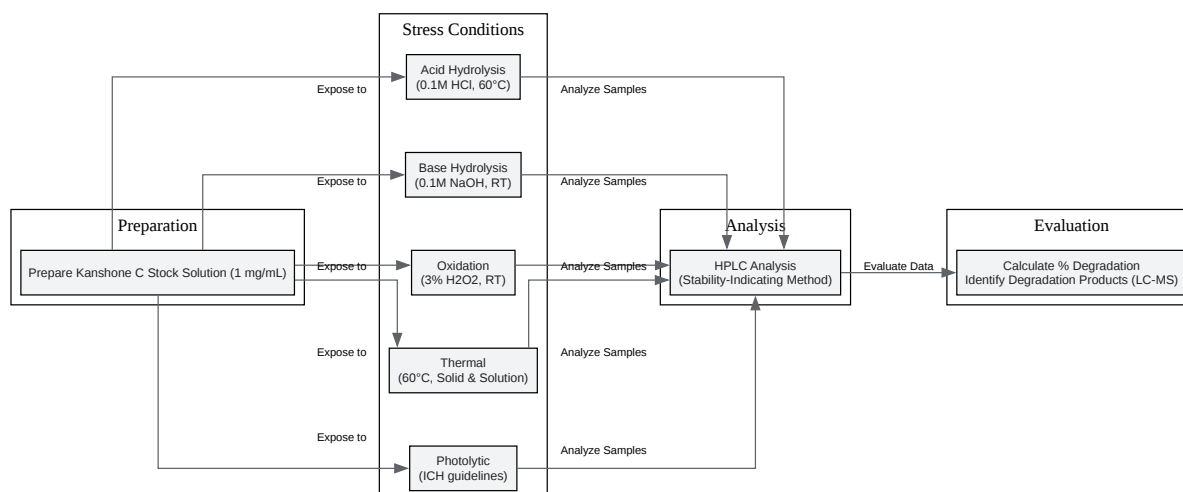 Stress Conditions
Acid Hydrolysis
(0.1M HCl, 60°C)
Expose to
Analyze Samples
Base Hydrolysis
(0.1M NaOH, RT)
Expose to
Analyze Samples
Preparation
Prepare Kanshone C Stock Solution (1 mg/mL)
Expose to
Oxidation
(3% H2O2, RT)
Analyze Samples
Analysis
HPLC Analysis
(Stability-Indicating Method)
Evaluate Data
Evaluation
Calculate % Degradation
Identify Degradation Products (LC-MS)
Expose to
Thermal
(60°C, Solid & Solution)
Analyze Samples
Expose to
Photolytic
(ICH guidelines)
Analyze Samples